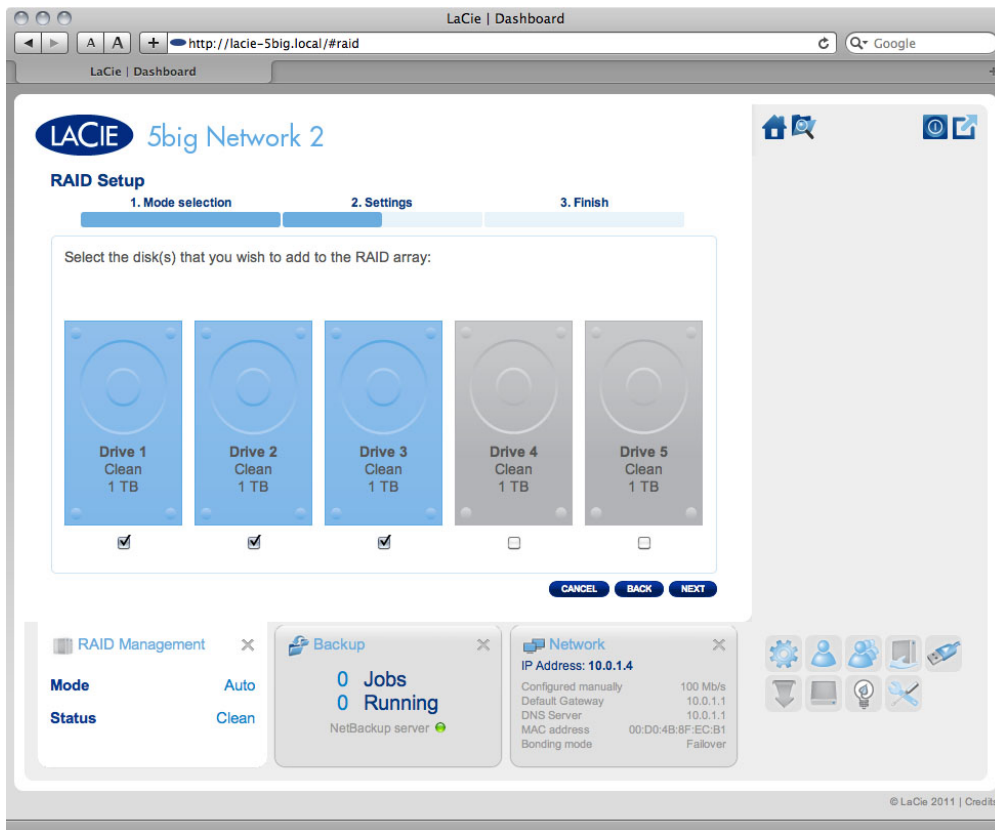 LaCie | Dashboard
A A + http://lacie-5big.local/#raid Google
LaCie | Dashboard
LACIE 5big Network 2
RAID Setup
1. Mode selection 2. Settings 3. Finish
Select the disk(s) that you wish to add to the RAID array:
Drive 1 Drive 2 Drive 3 Drive 4 Drive 5
Clean Clean Clean Clean Clean
1 TB 1 TB 1 TB 1 TB 1 TB
CANCEL BACK NEXT
RAID Management
Mode Auto
Status Clean
Backup
0 Jobs
0 Running
NetBackup server
Network
IP Address: 10.0.1.4
Configured manually 100 Mb/s
Default Gateway 10.0.1.1
DNS Server 10.0.1.1
MAC address 00:D0:4B:8F:EC:B1
Bonding mode Failover
© LaCie 2011 | Credits